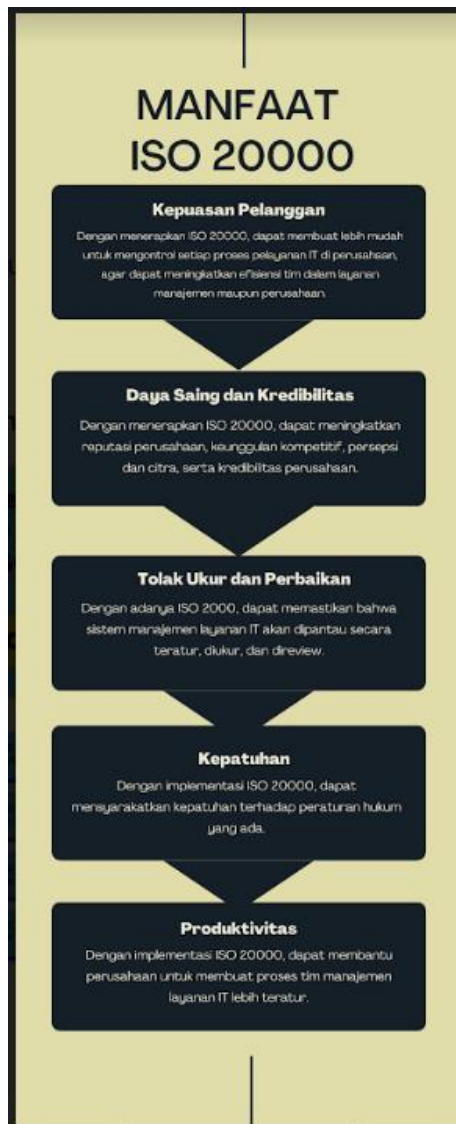 MANFAAT
ISO 20000
Kepuasan Pelanggan
Dengan menerapkan ISO 20000, dapat membuat lebih mudah
untuk mengontrol setiap proses pelayanan IT di perusahaan,
agar dapat meningkatkan efisiensi tim dalam layanan
manajemen maupun perusahaan.
Daya Saing dan Kredibilitas
Dengan menerapkan ISO 20000, dapat meningkatkan
reputasi perusahaan, keunggulan kompetitif, persepsi
dan citra, serta kredibilitas perusahaan.
Tolak Ukur dan Perbaikan
Dengan adanya ISO 2000, dapat memastikan bahwa
sistem manajemen layanan IT akan dipantau secara
teratur, diukur, dan direview.
Kepatuhan
Dengan implementasi ISO 20000, dapat
mensyarakatkan kepatuhan terhadap peraturan hukum
yang ada.
Produktivitas
Dengan implementasi ISO 20000, dapat membantu
perusahaan untuk membuat proses tim manajemen
layanan IT lebih teratur.